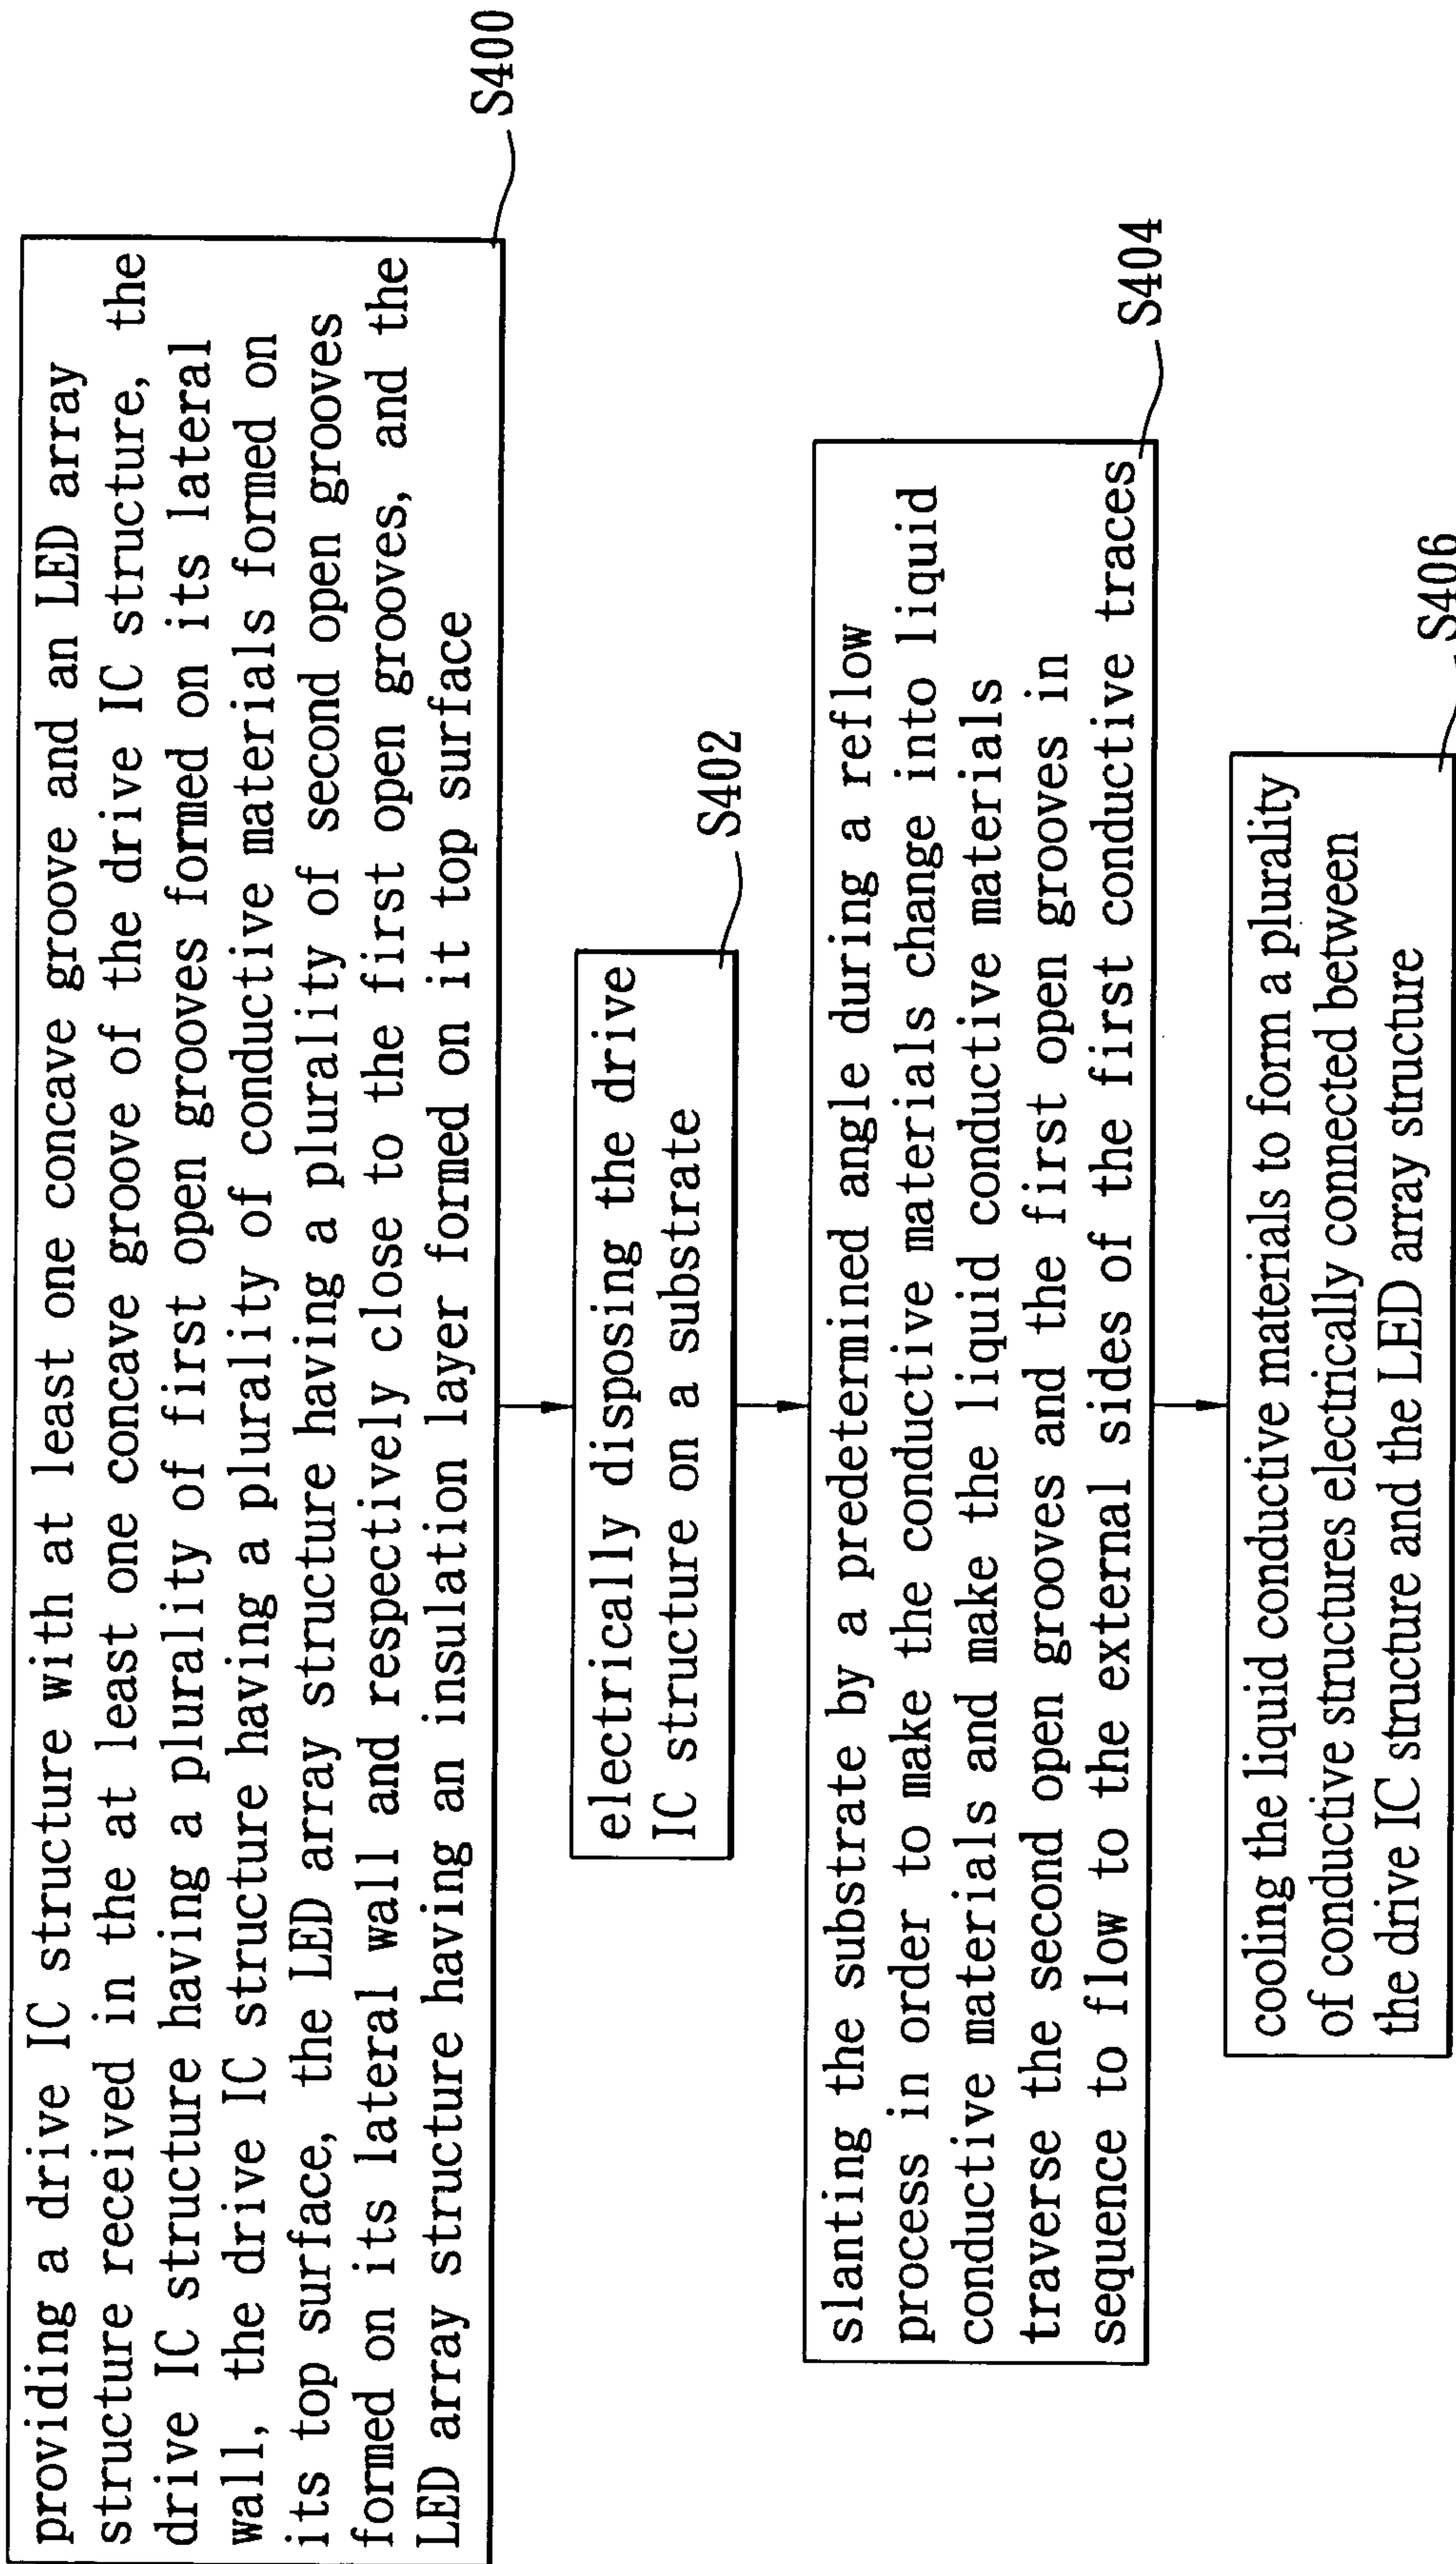 providing a drive IC structure with at least one concave groove and an LED array
structure received in the at least one concave groove of the drive IC structure, the
drive IC structure having a plurality of first open grooves formed on its lateral
wall, the drive IC structure having a plurality of conductive materials formed on
its top surface, the LED array structure having a plurality of second open grooves
formed on its lateral wall and respectively close to the first open grooves, and the
LED array structure having an insulation layer formed on it top surface
S400
electrically disposing the drive
IC structure on a substrate
S402
slanting the substrate by a predetermined angle during a reflow
process in order to make the conductive materials change into liquid
conductive materials and make the liquid conductive materials
traverse the second open grooves and the first open grooves in
sequence to flow to the external sides of the first conductive traces
S404
cooling the liquid conductive materials to form a plurality
of conductive structures electrically connected between
the drive IC structure and the LED array structure
S406